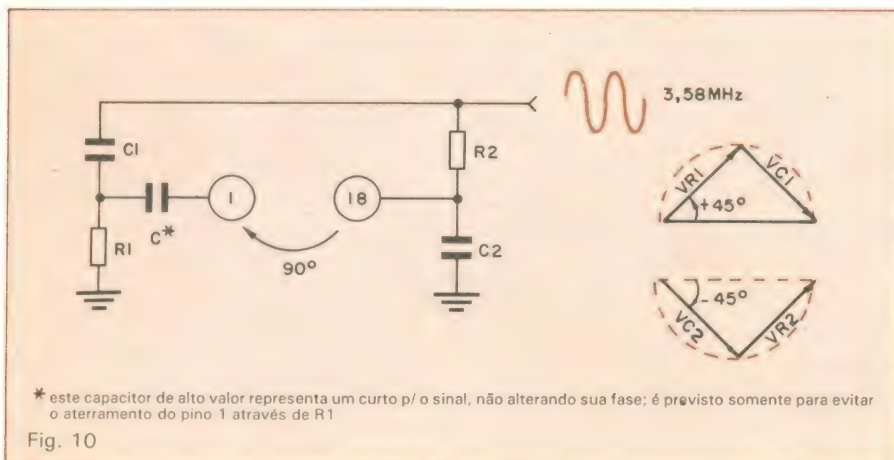 3,58MHz
C1
R2
VR1
VC1
+45°
1
18
C*
R1
90°
C2
-45°
VC2
VR2
* este capacitor de alto valor representa um curto p/ o sinal, não alterando sua fase; é previsto somente para evitar
o aterramento do pino 1 através de R1
Fig. 10